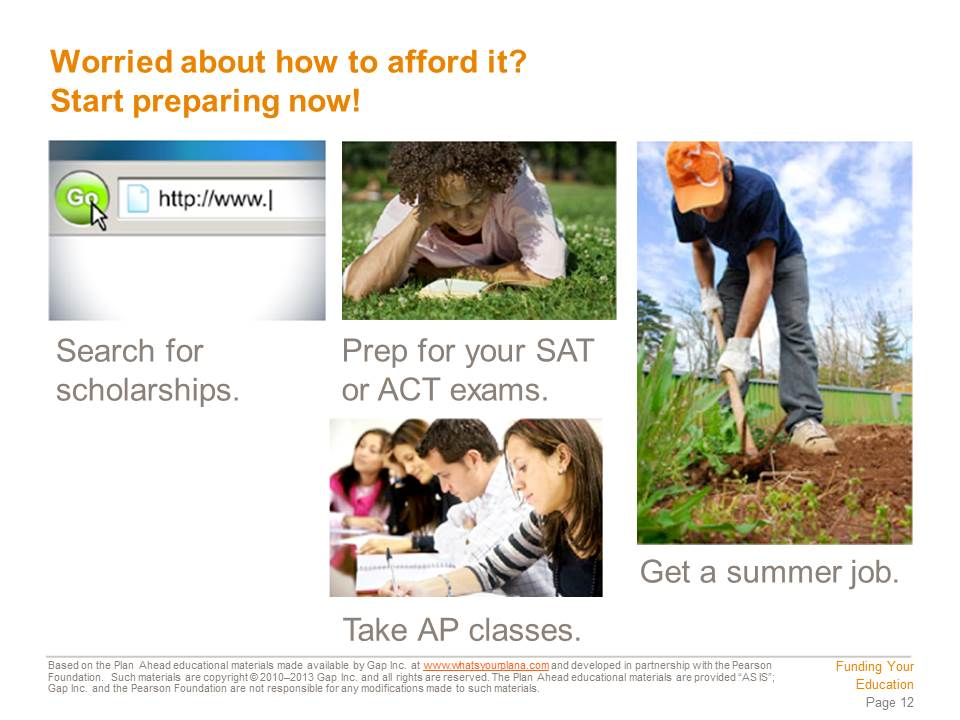 Worried about how to afford it?
Start preparing now!
Go
http://www.
Search for
scholarships.
Prep for your SAT
or ACT exams.
Take AP classes.
Get a summer job.
Based on the Plan Ahead educational materials made available by Gap Inc. at www.whatsyourplana.com and developed in partnership with the Pearson
Foundation. Such materials are copyright © 2010–2013 Gap Inc. and all rights are reserved. The Plan Ahead educational materials are provided “AS IS”;
Gap Inc. and the Pearson Foundation are not responsible for any modifications made to such materials.
Funding Your
Education
Page 12